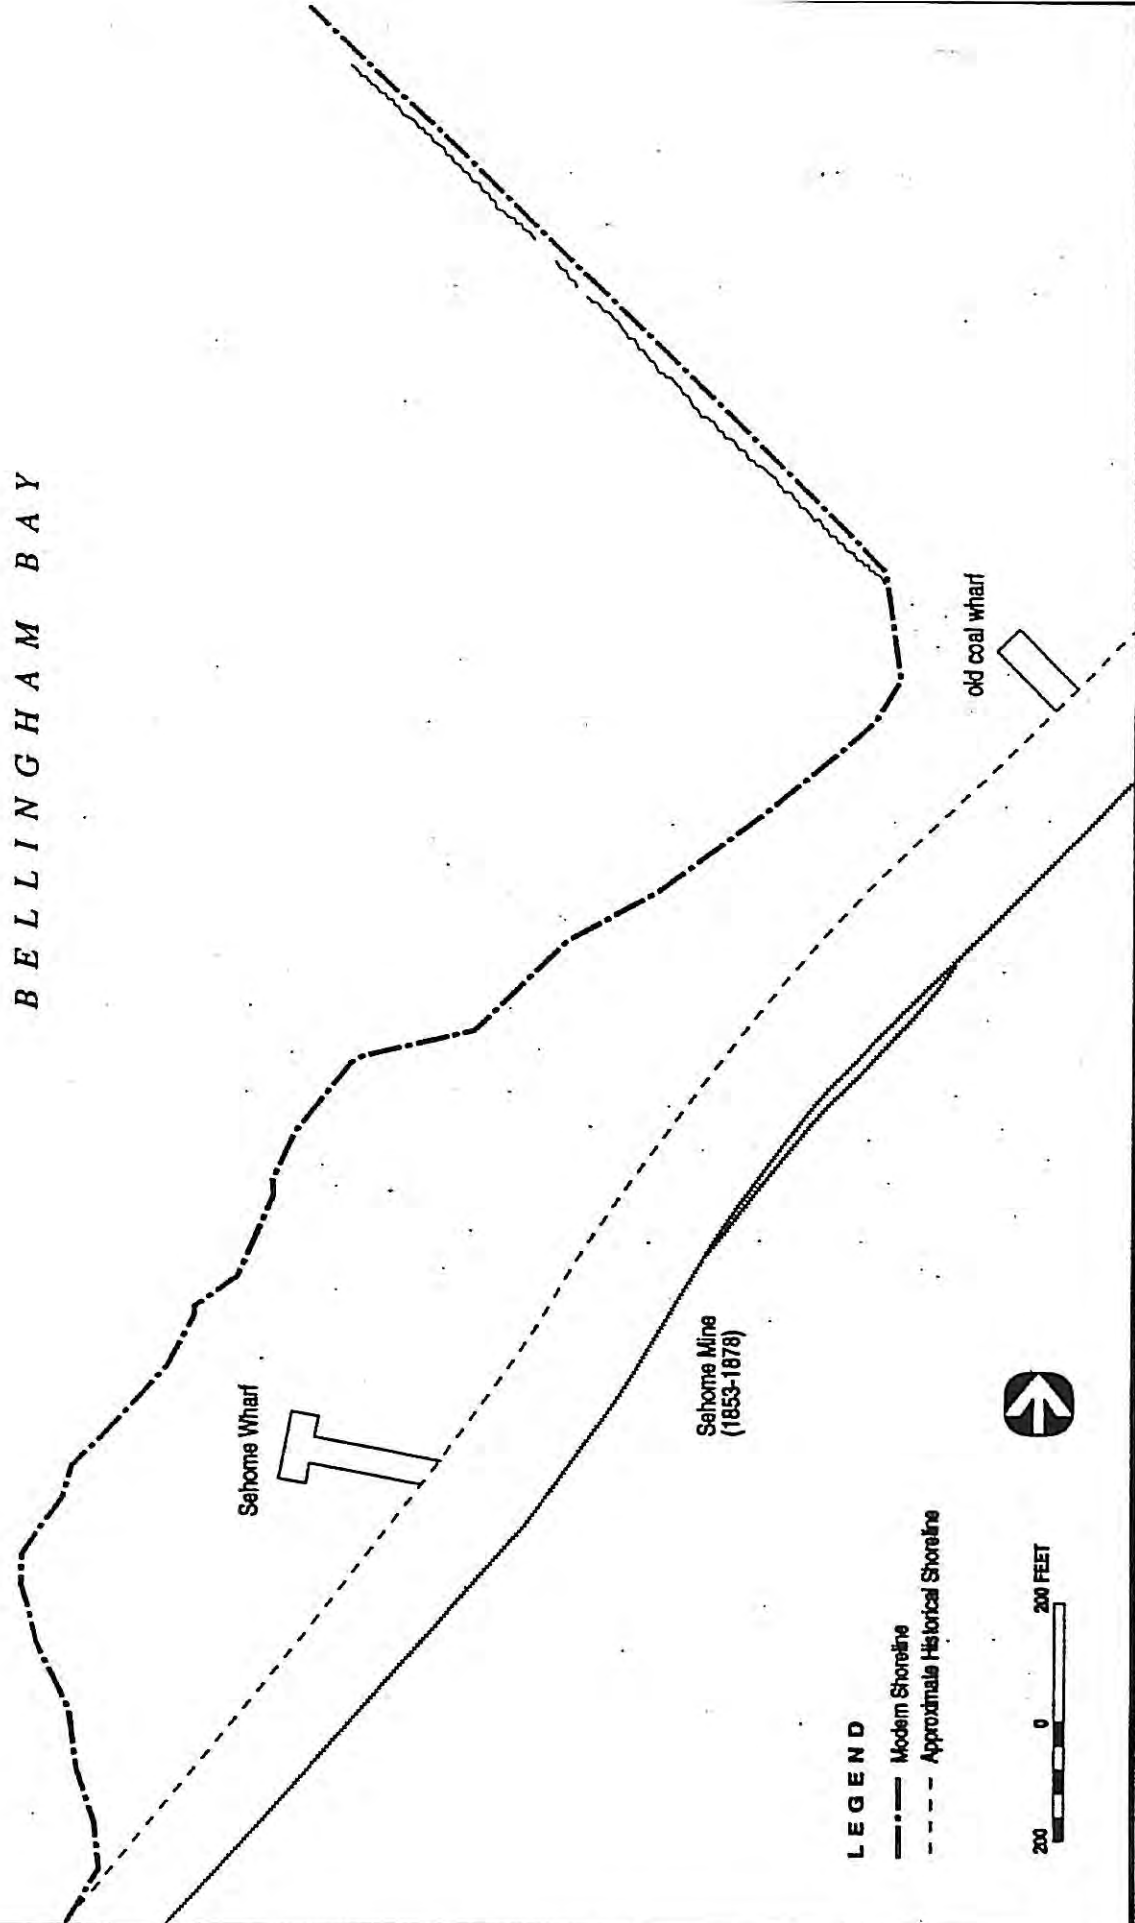 BELLINGHAM BAY
Sehome Wharf
old coal wharf
Sehome Mine
(1853-1878)
LEGEND
Modern Shoreline
Approximate Historical Shoreline
200 0 200 FEET